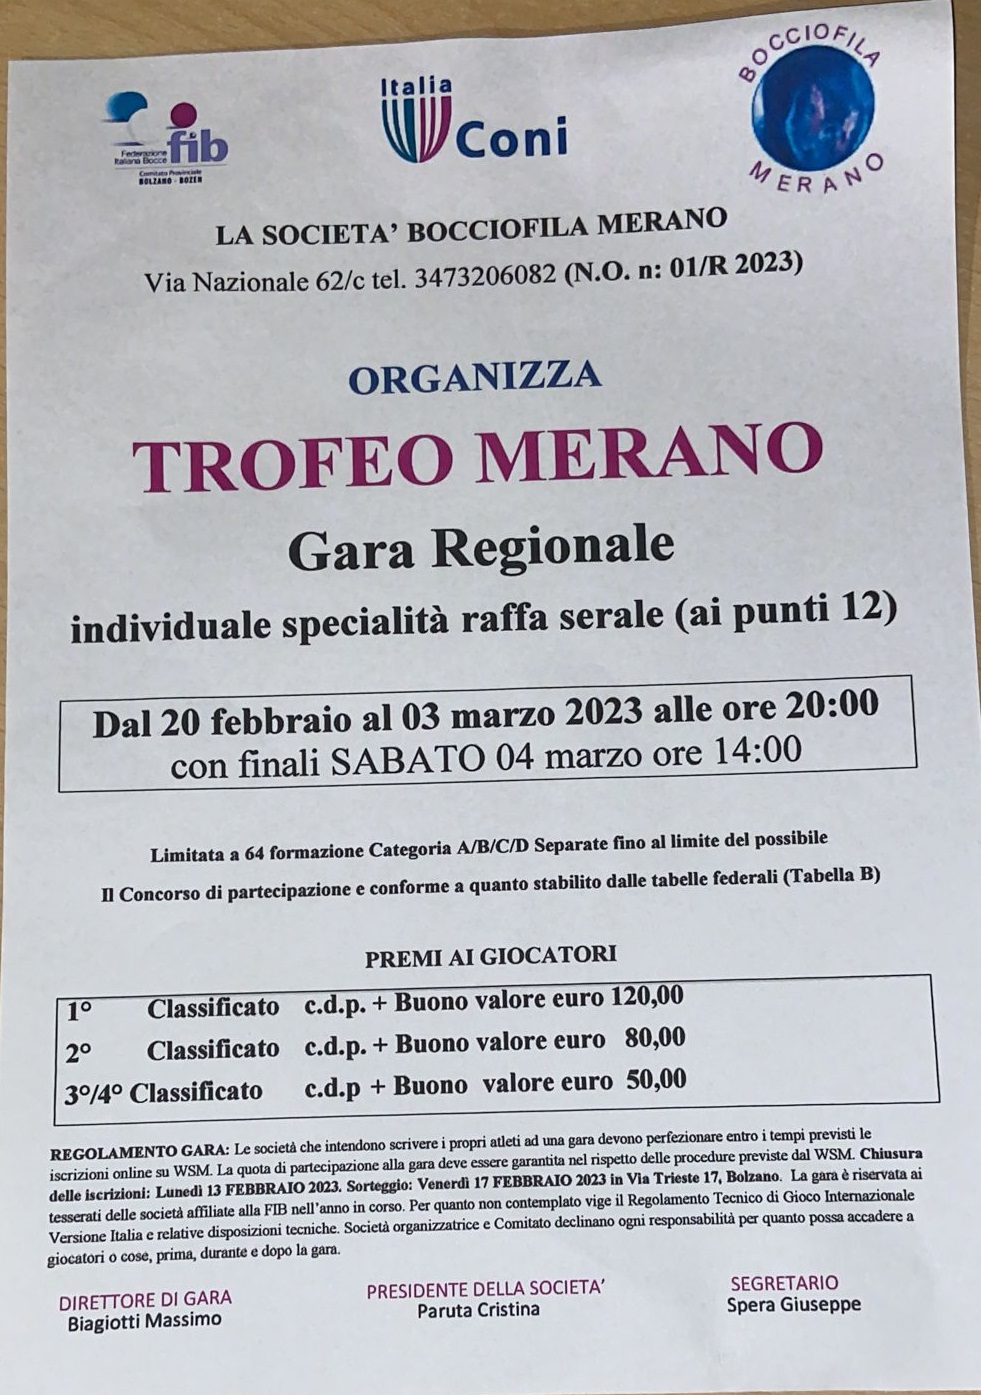 Federazione
Italiana Bocce
fib
Comitato Provinciale
BOLZANO - BOZEN
Italia
Coni
BOCCIOFILA
MERANO
LA SOCIETA’ BOCCIOFILA MERANO
Via Nazionale 62/c tel. 3473206082 (N.O. n: 01/R 2023)
ORGANIZZA
TROFEO MERANO
Gara Regionale
individuale specialità raffa serale (ai punti 12)
Dal 20 febbraio al 03 marzo 2023 alle ore 20:00
con finali SABATO 04 marzo ore 14:00
Limitata a 64 formazione Categoria A/B/C/D Separate fino al limite del possibile
Il Concorso di partecipazione e conforme a quanto stabilito dalle tabelle federali (Tabella B)
PREMI AI GIOCATORI
1° Classificato c.d.p. + Buono valore euro 120,00
2° Classificato c.d.p. + Buono valore euro 80,00
3°/4° Classificato c.d.p + Buono valore euro 50,00
REGOLAMENTO GARA: Le società che intendono scrivere i propri atleti ad una gara devono perfezionare entro i tempi previsti le
iscrizioni online su WSM. La quota di partecipazione alla gara deve essere garantita nel rispetto delle procedure previste dal WSM. Chiusura
delle iscrizioni: Lunedì 13 FEBBRAIO 2023. Sorteggio: Venerdì 17 FEBBRAIO 2023 in Via Trieste 17, Bolzano. La gara è riservata ai
tesserati delle società affiliate alla FIB nell’anno in corso. Per quanto non contemplato vige il Regolamento Tecnico di Gioco Internazionale
Versione Italia e relative disposizioni tecniche. Società organizzatrice e Comitato declinano ogni responsabilità per quanto possa accadere a
giocatori o cose, prima, durante e dopo la gara.
DIRETTORE DI GARA
Biagiotti Massimo
PRESIDENTE DELLA SOCIETA’
Paruta Cristina
SEGRETARIO
Spera Giuseppe